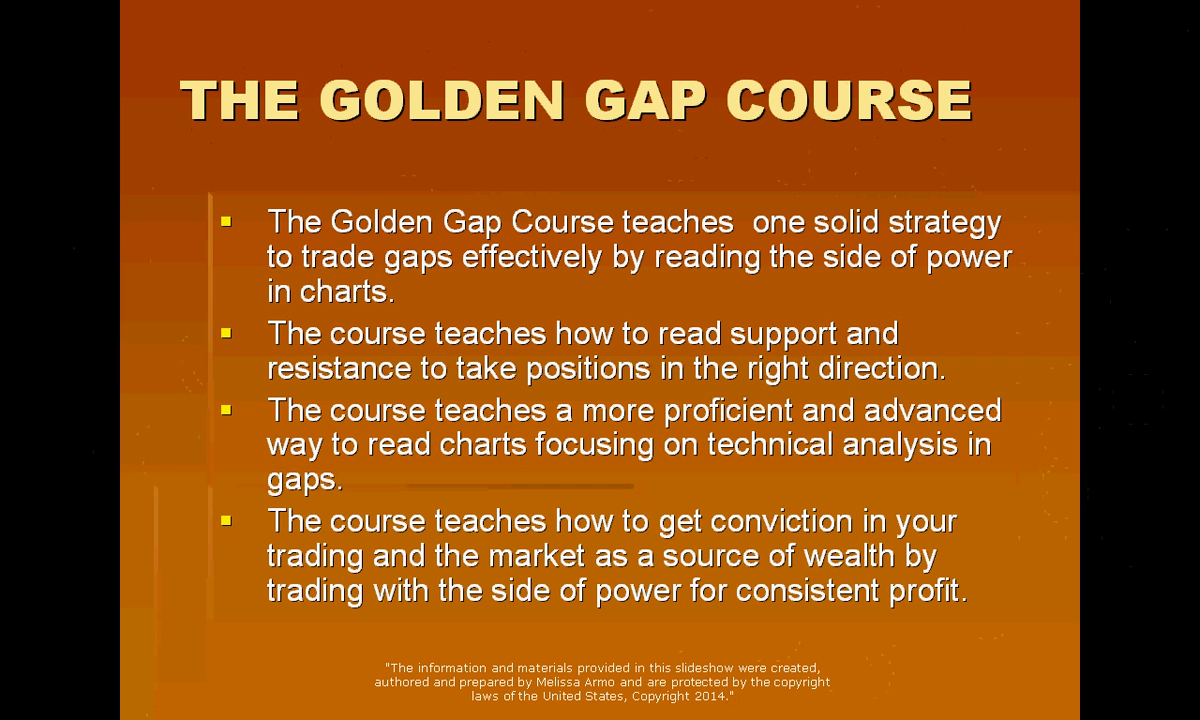 THE GOLDEN GAP COURSE
▪ The Golden Gap Course teaches  one solid strategy
to trade gaps effectively by reading the side of power
in charts.
▪ The course teaches how to read support and
resistance to take positions in the right direction.
▪ The course teaches a more proficient and advanced
way to read charts focusing on technical analysis in
gaps.
▪ The course teaches how to get conviction in your
trading and the market as a source of wealth by
trading with the side of power for consistent profit.
"The information and materials provided in this slideshow were created,
authored and prepared by Melissa Armo and are protected by the copyright
laws of the United States, Copyright 2014."